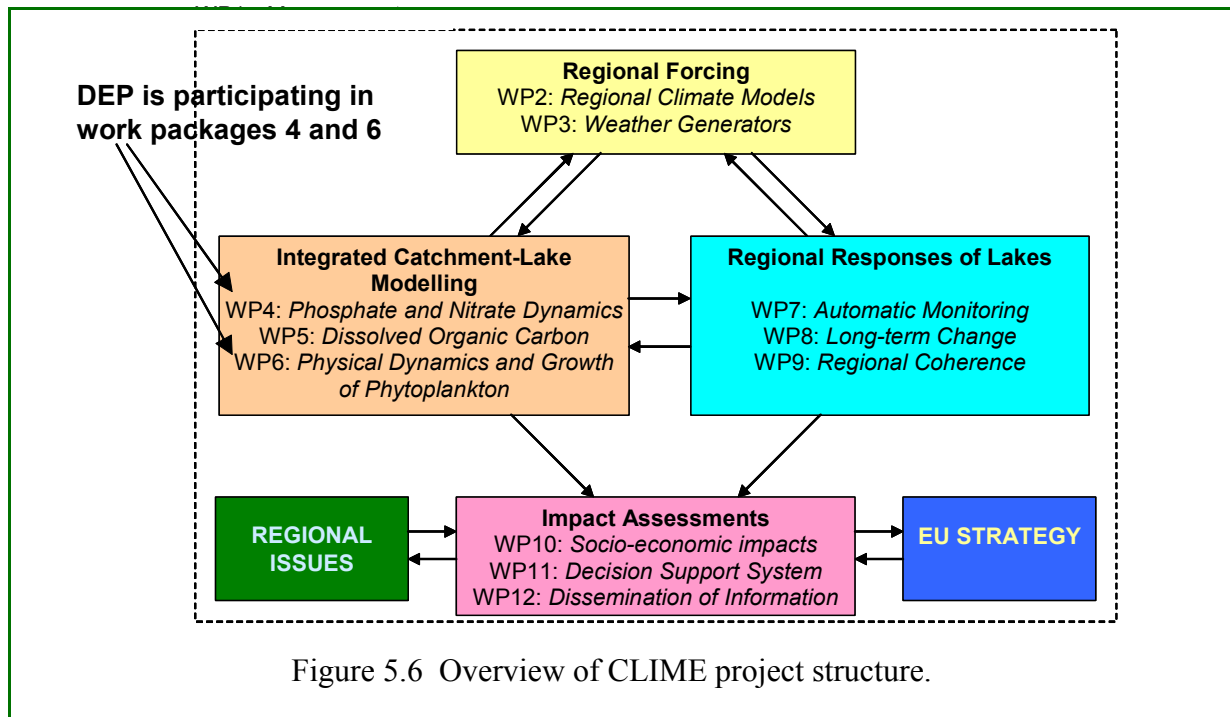 Regional Forcing
WP2: Regional Climate Models
WP3: Weather Generators
DEP is participating in
work packages 4 and 6
Integrated Catchment-Lake
Modelling
WP4: Phosphate and Nitrate Dynamics
WP5: Dissolved Organic Carbon
WP6: Physical Dynamics and Growth
of Phytoplankton
Regional Responses of Lakes
WP7: Automatic Monitoring
WP8: Long-term Change
WP9: Regional Coherence
REGIONAL
ISSUES
Impact Assessments
WP10: Socio-economic impacts
WP11: Decision Support System
WP12: Dissemination of Information
EU STRATEGY
Figure 5.6 Overview of CLIME project structure.